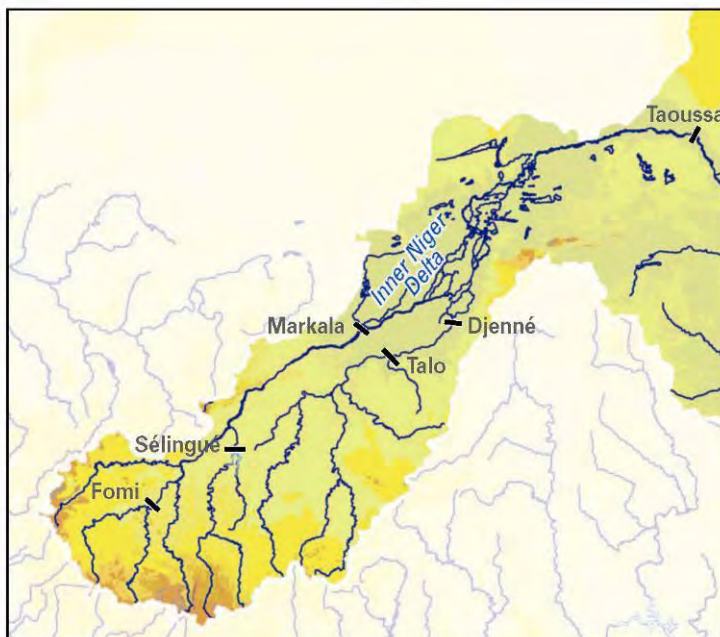 Taoussa
Inner Niger
Delta
Markala
Djenné
Talo
Sélingué
Fomi